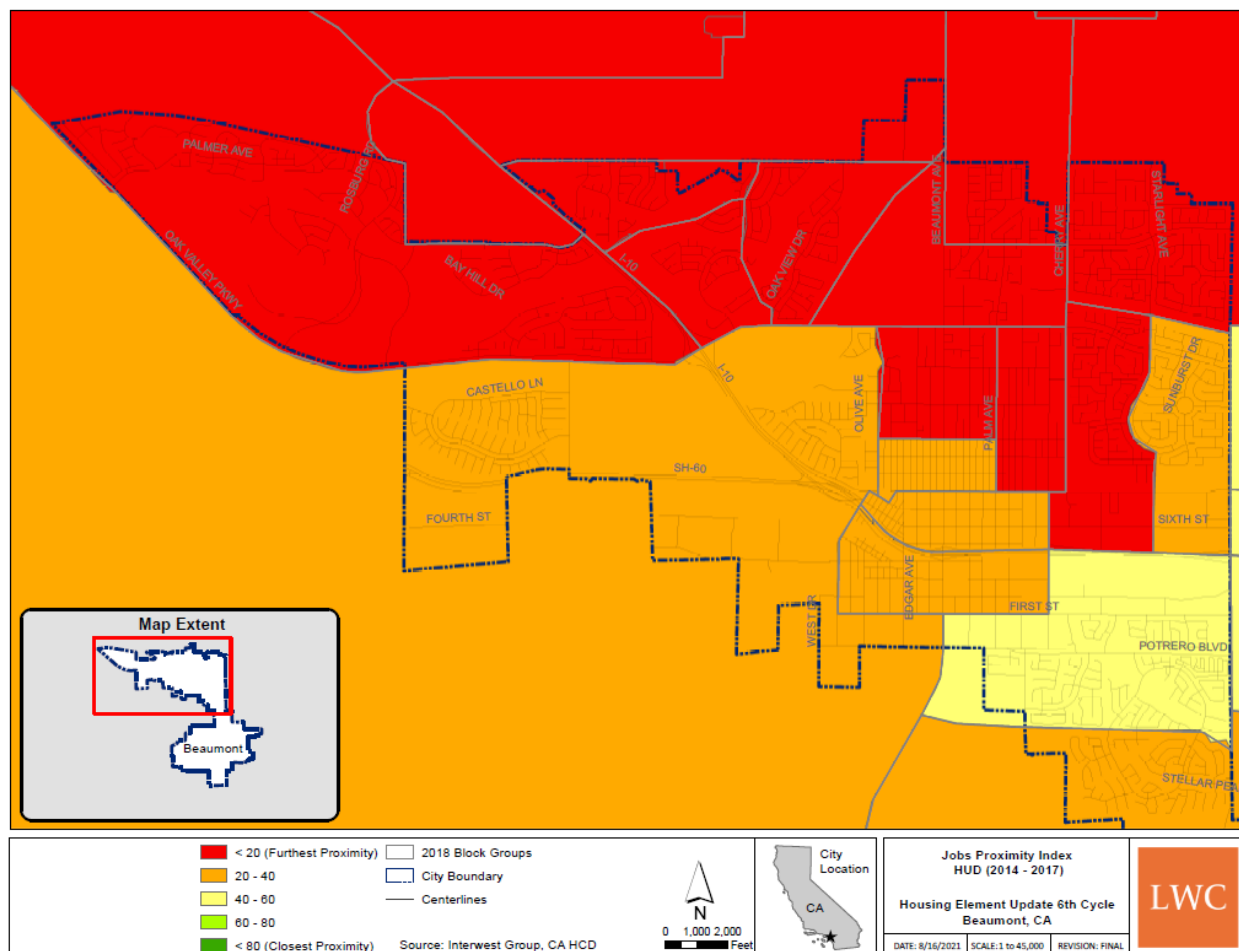 PALMER AVE
ROSBURG RD
BEAUMONT AVE
STARLIGHT AVE
CHERRY AVE
OAK VALLEY PKWY
BAY HILL DR
I-10
OAK VIEW DR
I-10
CASTELLO LN
OLIVE AVE
PALM AVE
SUNBURST DR
SH-60
FOURTH ST
SIXTH ST
EDGAR AVE
WEST DR
FIRST ST
POTRERO BLVD
STELLAR PEA
Map Extent
Beaumont
< 20 (Furthest Proximity)
20 - 40
40 - 60
60 - 80
< 80 (Closest Proximity)
2018 Block Groups
City Boundary
Centerlines
Source: Interwest Group, CA HCD
N
0 1,000 2,000
Feet
City
Location
CA
Jobs Proximity Index
HUD (2014 - 2017)
Housing Element Update 6th Cycle
Beaumont, CA
DATE: 8/16/2021 SCALE: 1 to 45,000 REVISION: FINAL
LWC